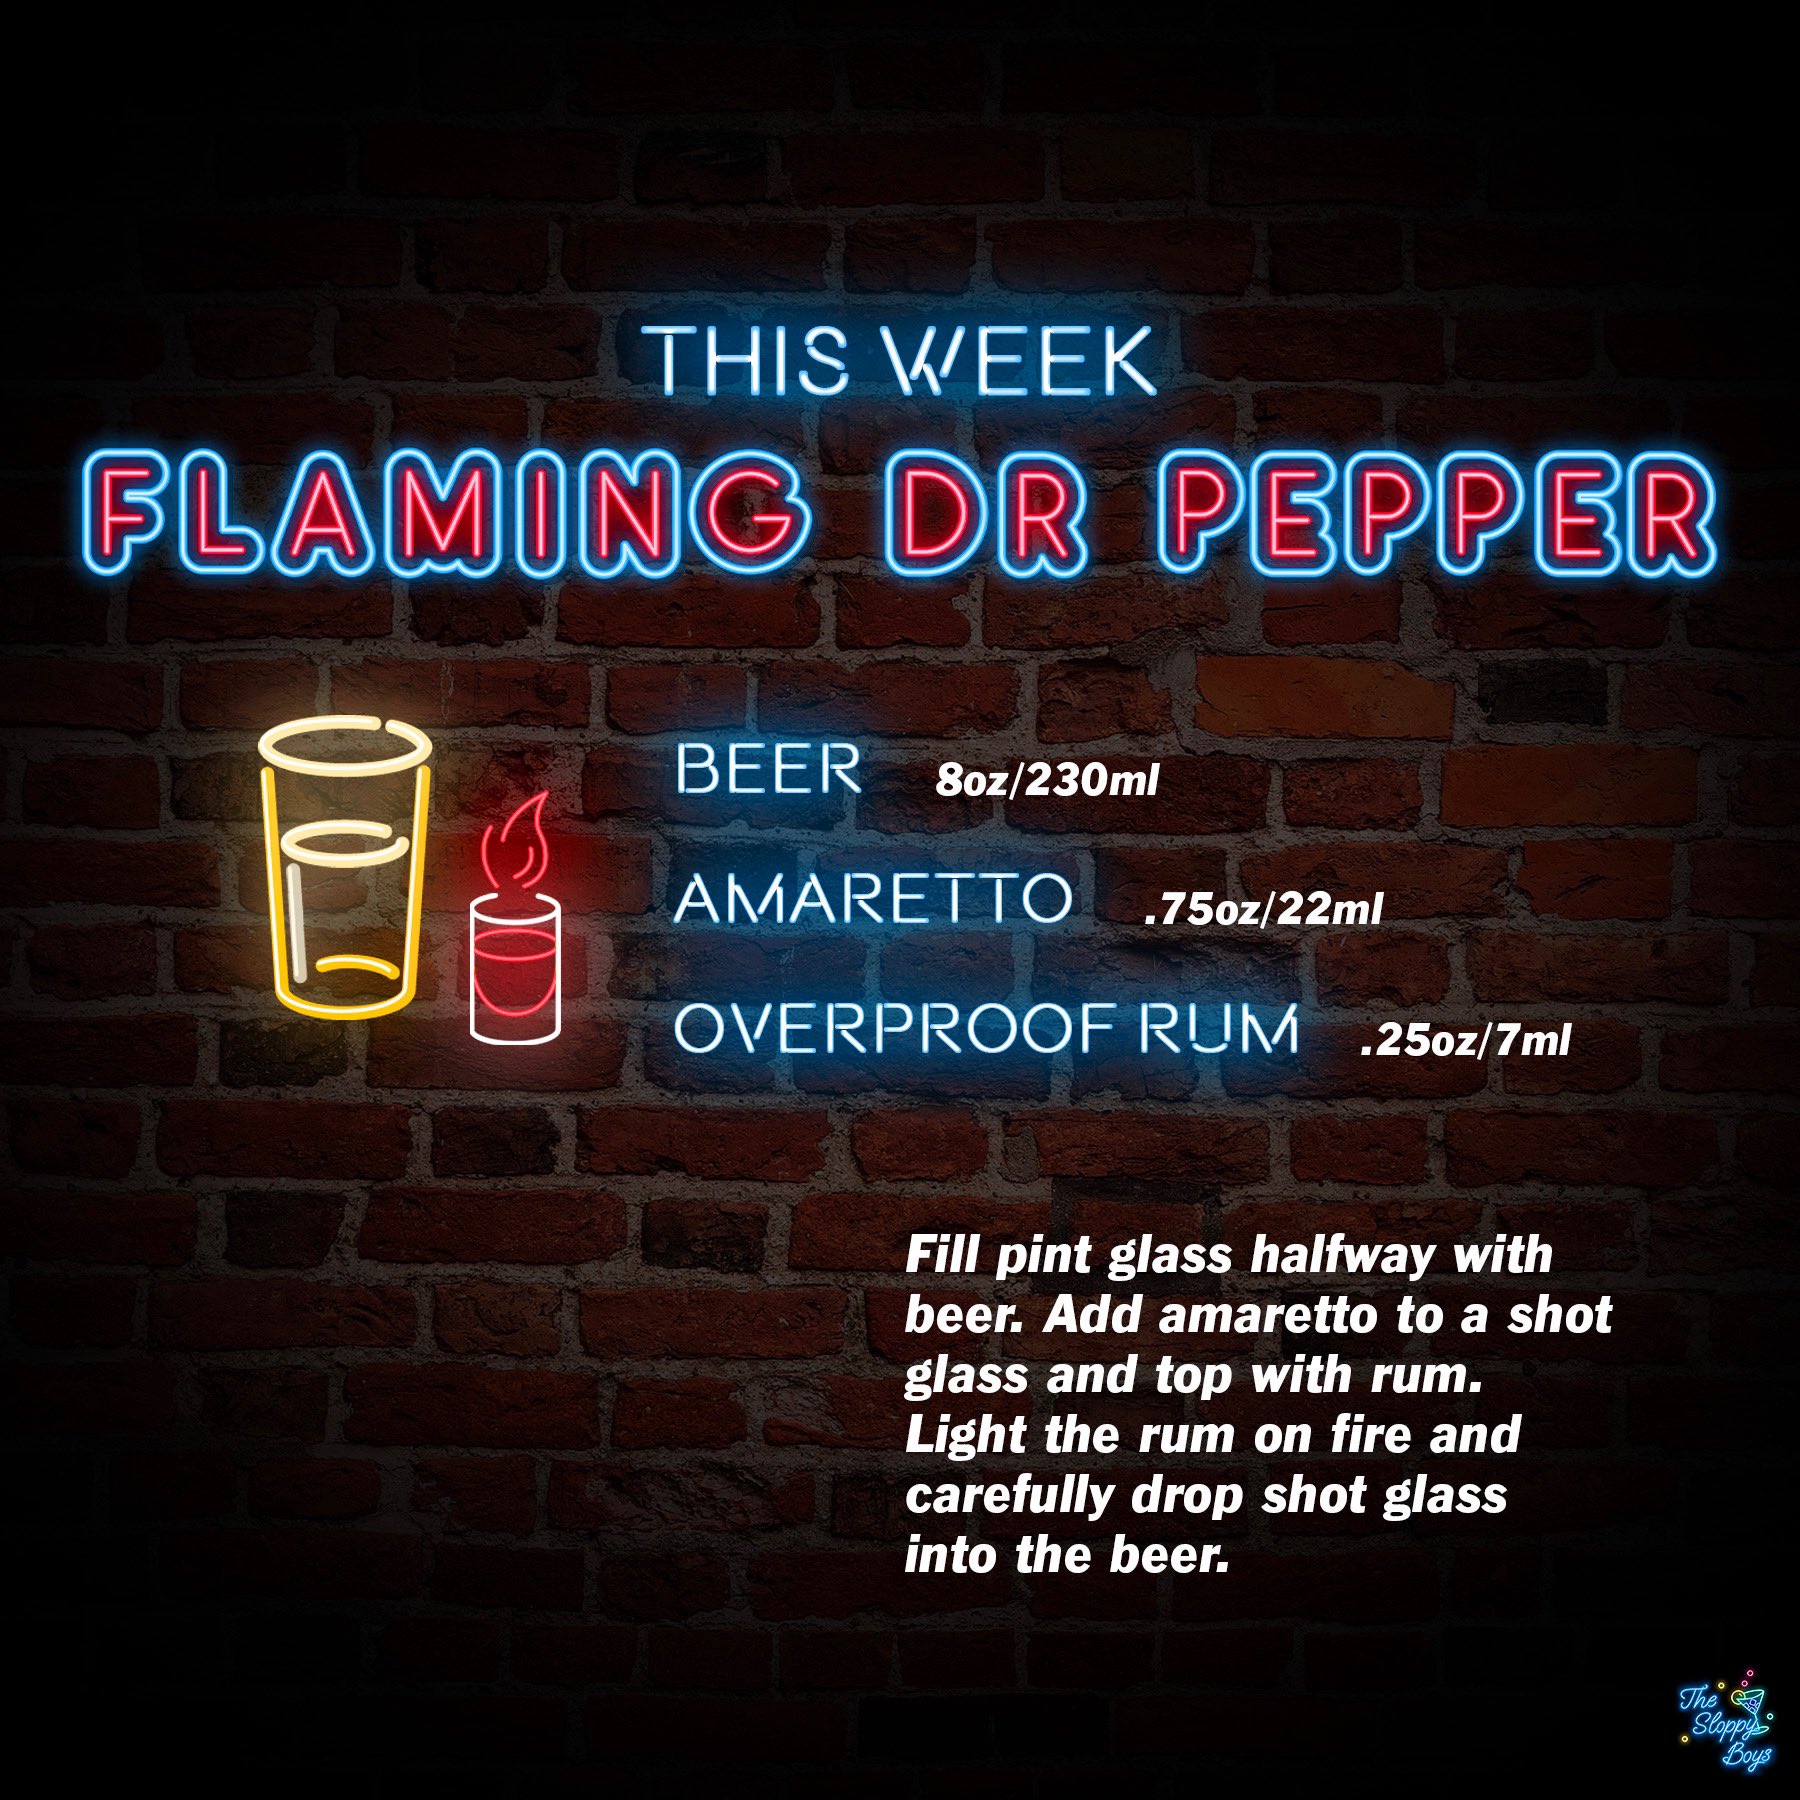 THIS WEEK
FLAMING DR PEPPER
BEER 8oz/230ml
AMARETTO .75oz/22ml
OVERPROOF RUM .25oz/7ml
Fill pint glass halfway with
beer. Add amaretto to a shot
glass and top with rum.
Light the rum on fire and
carefully drop shot glass
into the beer.
The
Sloppy
Boys